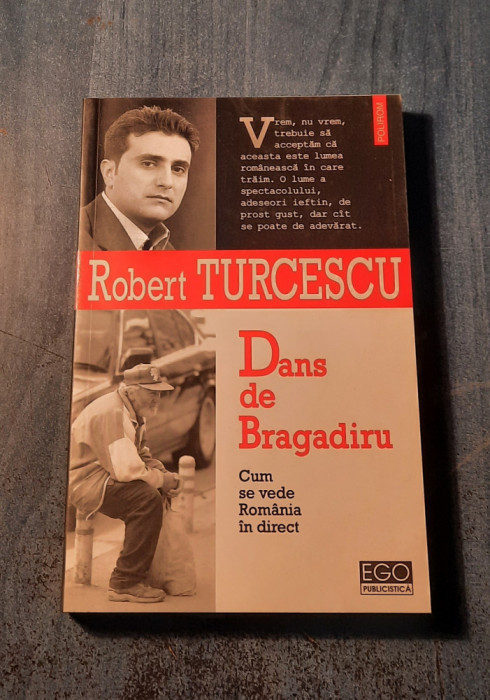 POLIROM
Vrem, nu vrem,
trebuie să
acceptăm că
aceasta este lumea
românească în care
trăim. O lume a
spectacolului,
adeseori ieftin, de
prost gust, dar cît
se poate de adevărat.
Robert TURCESCU
Dans
de
Bragadiru
Cum
se vede
România
în direct
EGO
PUBLICISTICĂ